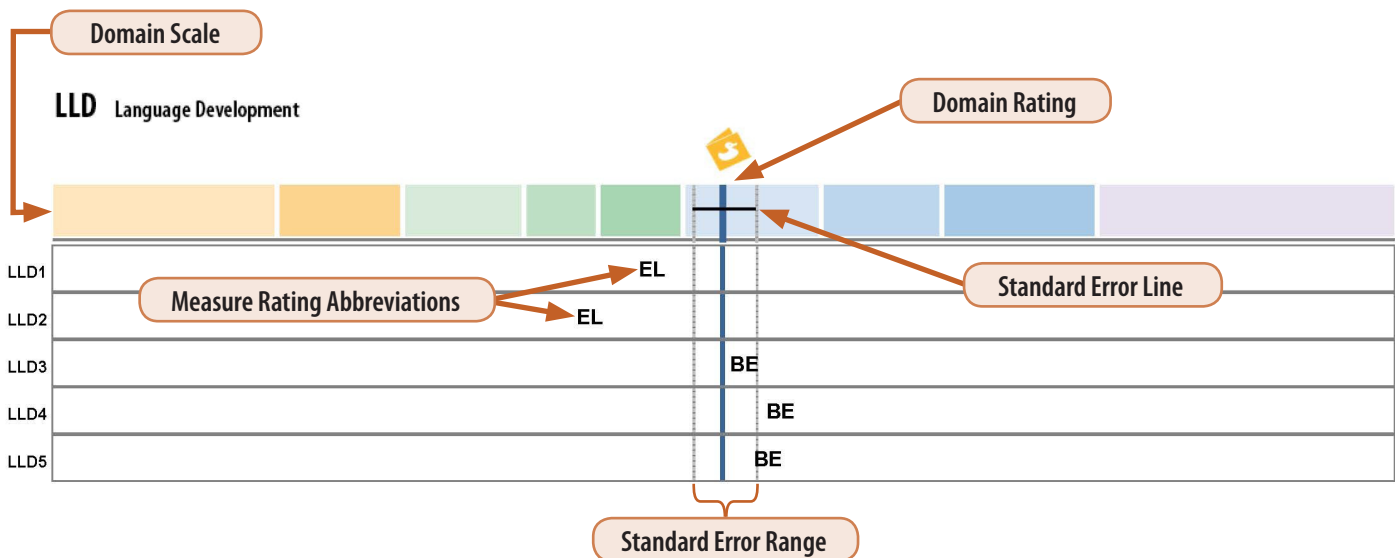 Domain Scale
LLD Language Development
Domain Rating
LLD1 EL
Measure Rating Abbreviations
Standard Error Line
LLD2 EL
LLD3 BE
LLD4 BE
LLD5 BE
Standard Error Range